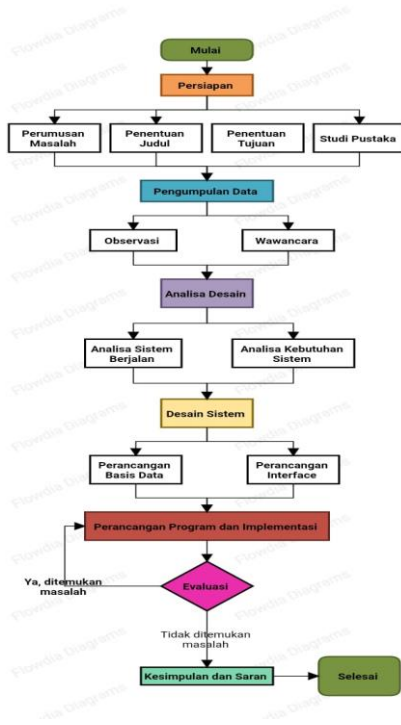 Mulai
Persiapan
Perumusan
Masalah
Penentuan
Judul
Penentuan
Tujuan
Studi Pustaka
Pengumpulan Data
Observasi
Wawancara
Analisa Desain
Analisa Sistem
Berjalan
Analisa Kebutuhan
Sistem
Desain Sistem
Perancangan
Basis Data
Perancangan
Interface
Perancangan Program dan Implementasi
Ya, ditemukan
masalah
Evaluasi
Tidak ditemukan
masalah
Kesimpulan dan Saran
Selesai
Flowdia Diagrams